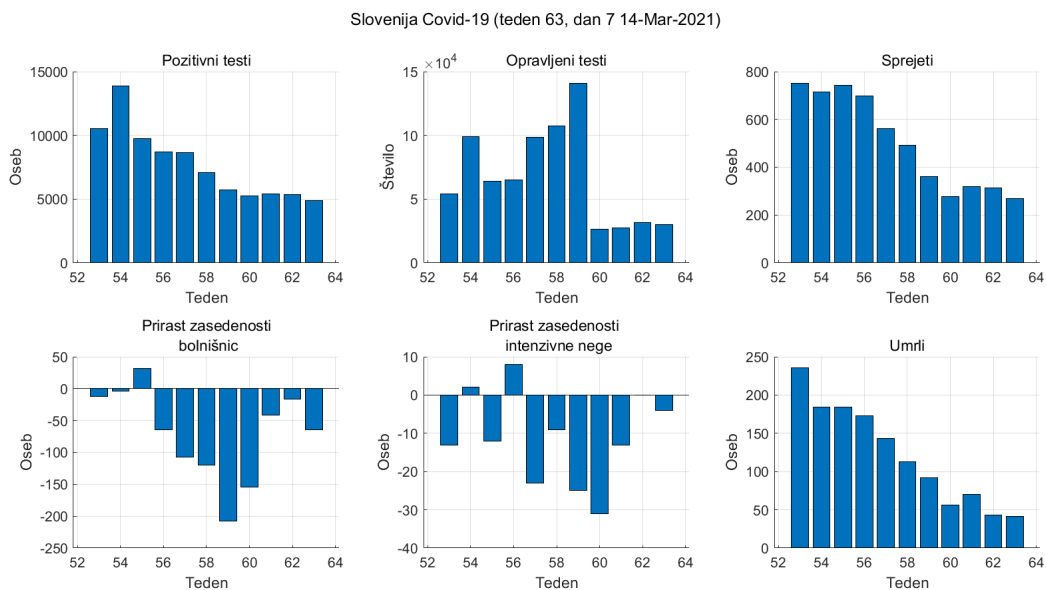 Slovenija Covid-19 (teden 63, dan 7 14-Mar-2021)
Pozitivni testi
15000
10000
5000
0
Oseb
52 54 56 58 60 62 64
Teden
Opravljeni testi
×10⁴
15
10
5
0
Število
52 54 56 58 60 62 64
Teden
Sprejeti
800
600
400
200
0
Oseb
52 54 56 58 60 62 64
Teden
Prirast zasedenosti
bolnišnic
50
0
-50
-100
-150
-200
-250
Oseb
52 54 56 58 60 62 64
Teden
Prirast zasedenosti
intenzivne nege
10
0
-10
-20
-30
-40
Oseb
52 54 56 58 60 62 64
Teden
Umrli
250
200
150
100
50
0
Oseb
52 54 56 58 60 62 64
Teden